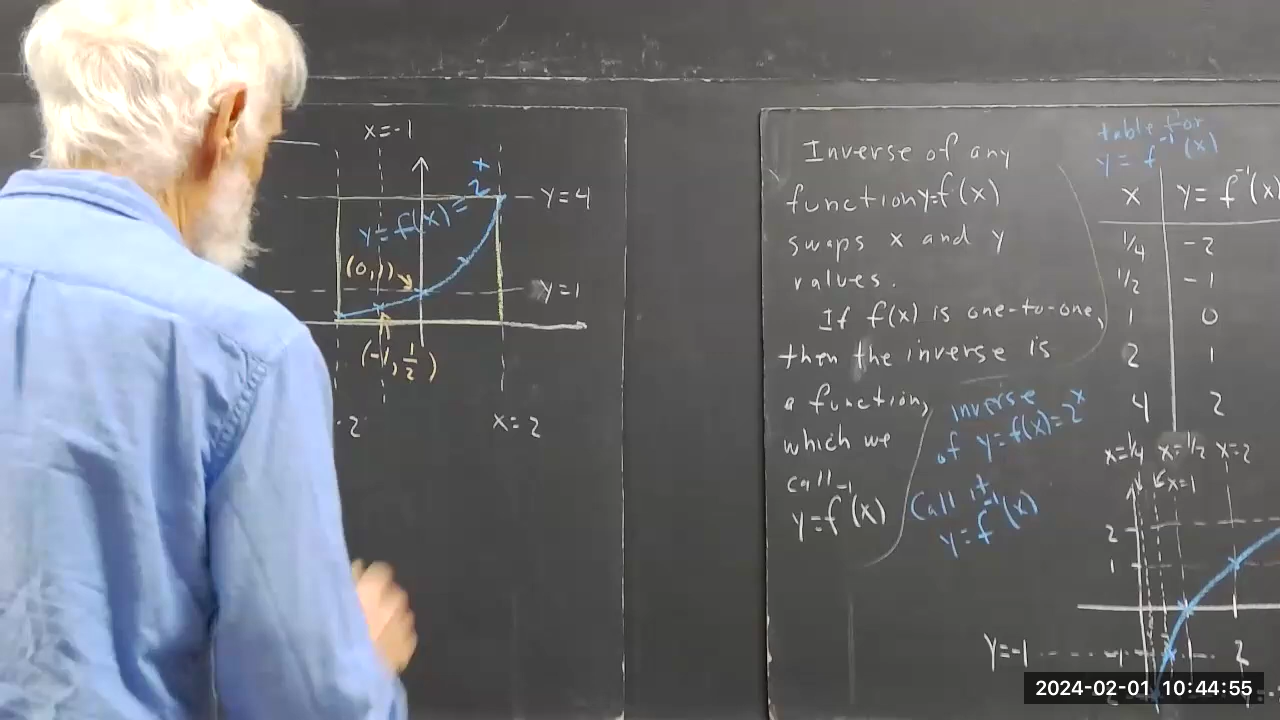 x=-1
y=f(x)=2^x
y=4
(0,1)
y=1
(-1, 1/2)
-2
x=2
Inverse of any
function y=f(x)
swaps x and y
values.
If f(x) is one-to-one,
then the inverse is
a function,
which we
call
y=f^-1(x)
inverse
of y=f(x)=2^x
Call it
y=f^-1(x)
table for
y=f^-1(x)
x y=f^-1(x)
1/4 -2
1/2 -1
1 0
2 1
4 2
x=1/4 x=1/2 x=2
x=1
2
1
y=-1 -1 2
2024-02-01 10:44:55